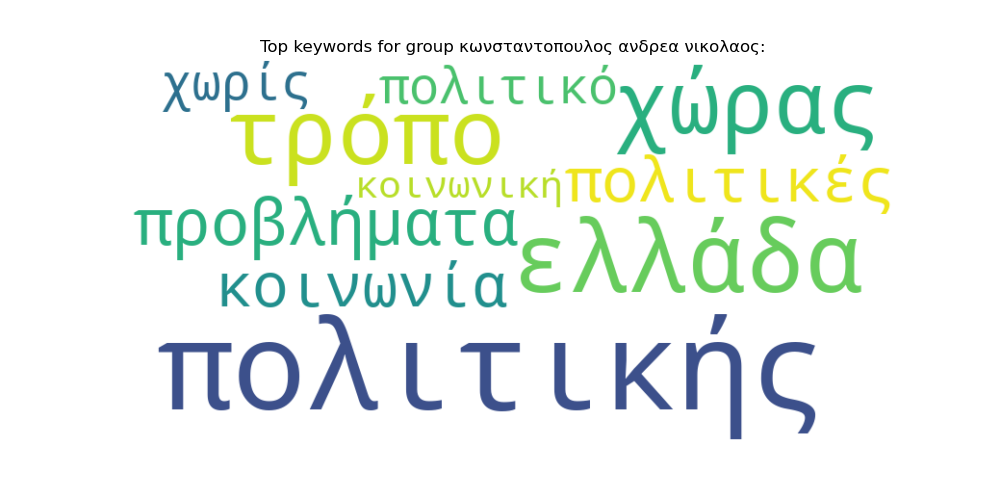 Top keywords for group κωνσταντοπουλος ανδρεα νικολαος:
χωρίς πολιτικό χώρας
τρόπο
κοινωνική πολιτικές
προβλήματα ελλάδα
κοινωνία
πολιτικής